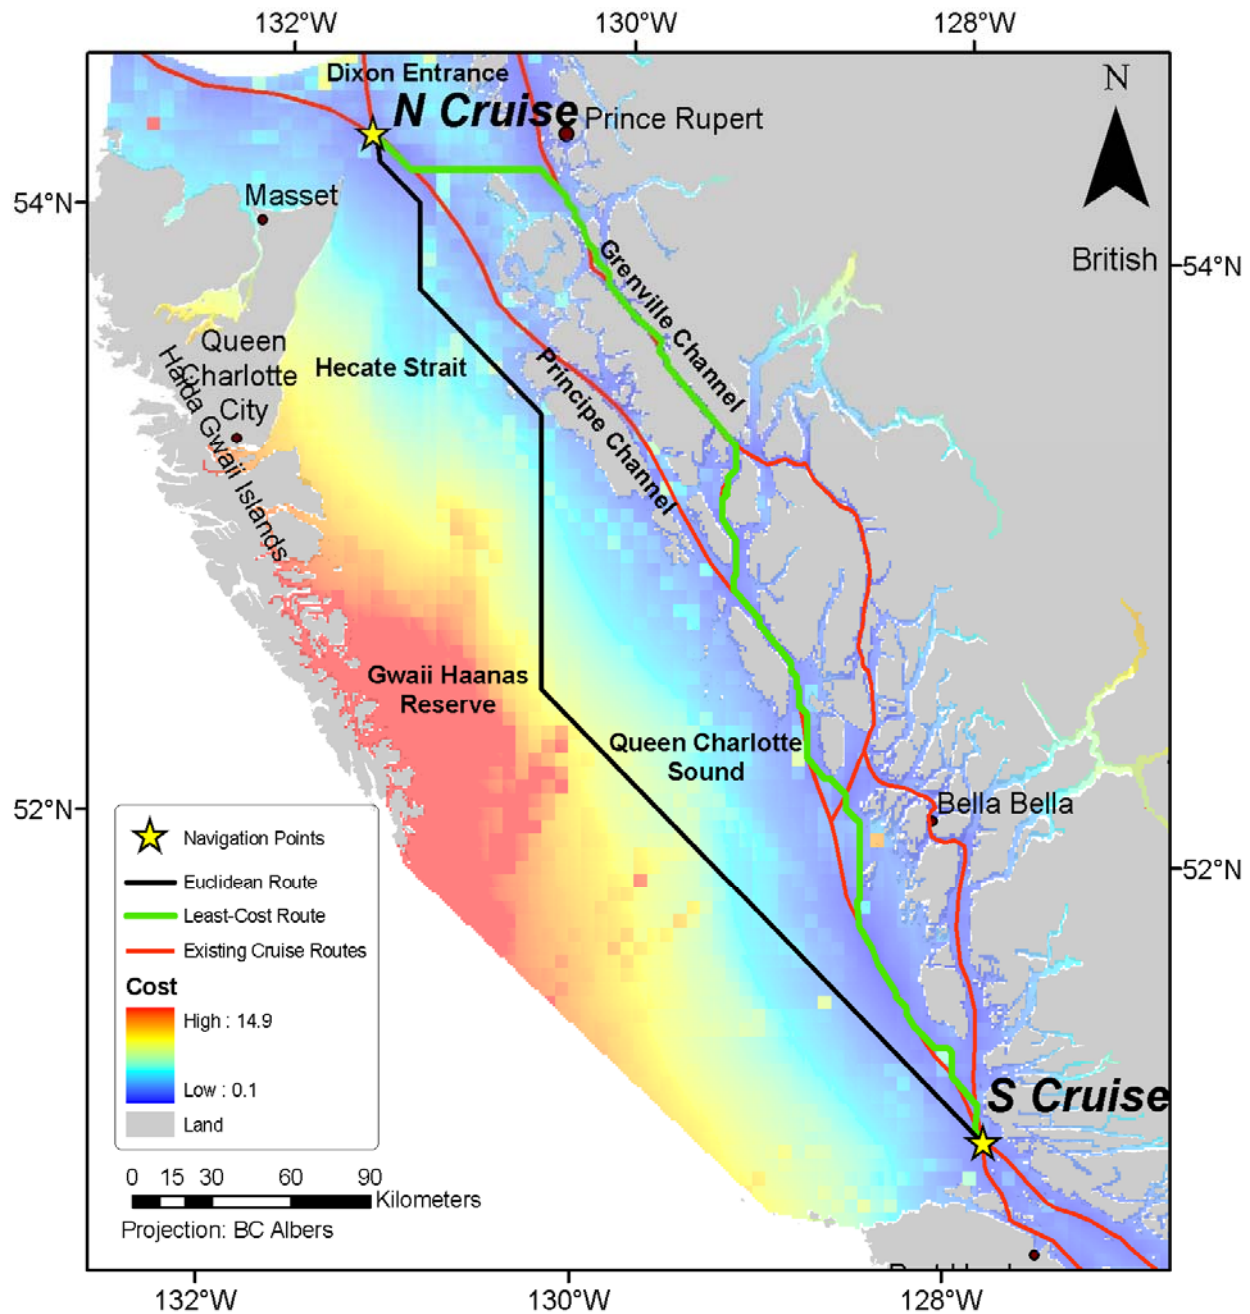 132°W 130°W 128°W
Dixon Entrance
N Cruise
Prince Rupert
N
54°N
Masset
British
54°N
Grenville Channel
Queen
Charlotte
City
Hecate Strait
Principe Channel
Haida Gwaii Islands
Gwaii Haanas
Reserve
Queen Charlotte
Sound
52°N
Bella Bella
52°N
Navigation Points
Euclidean Route
Least-Cost Route
Existing Cruise Routes
Cost
High : 14.9
Low : 0.1
Land
S Cruise
0 15 30 60 90
Kilometers
Projection: BC Albers
132°W 130°W 128°W